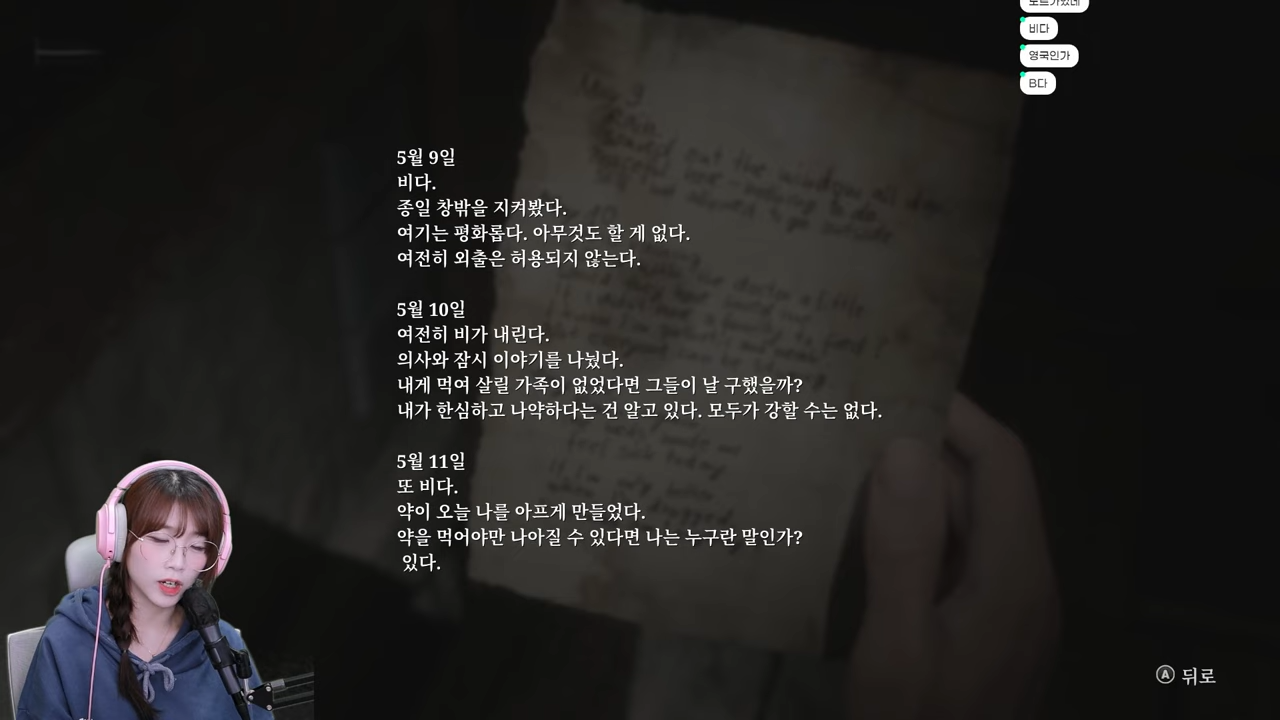 비다
영국인가
B다
5월 9일
비다.
종일 창밖을 지켜봤다.
여기는 평화롭다. 아무것도 할 게 없다.
여전히 외출은 허용되지 않는다.
5월 10일
여전히 비가 내린다.
의사와 잠시 이야기를 나눴다.
내게 먹여 살릴 가족이 없었다면 그들이 날 구했을까?
내가 한심하고 나약하다는 건 알고 있다. 모두가 강할 수는 없다.
5월 11일
또 비다.
약이 오늘 나를 아프게 만들었다.
약을 먹어야만 나아질 수 있다면 나는 누구란 말인가?
있다.
A 뒤로